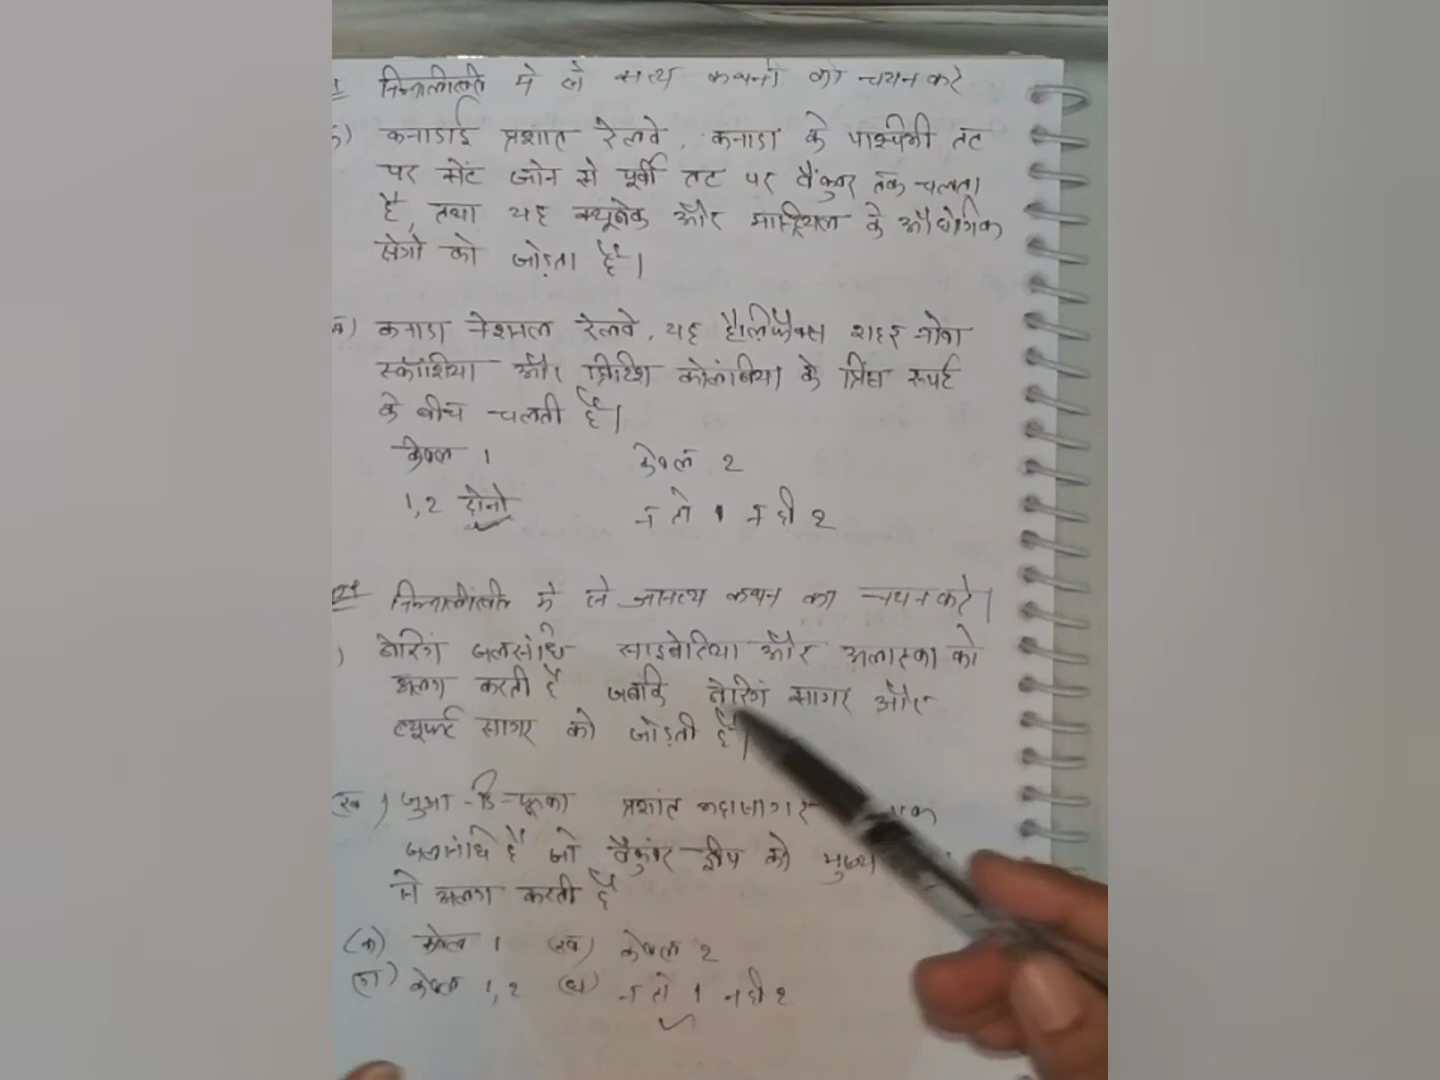 निम्नलिखित मे से सत्य कथनों का चयन करे
कनाडाई प्रशांत रेलवे, कनाडा के पश्चिमी तट
पर सेंट जोन से पूर्वी तट पर वैंकुवर तक चलता
है, तथा यह क्यूबेक और मान्ट्रियल के औधोगिक
क्षेत्रो को जोड़ता है।
कनाडा नेशनल रेलवे, यह हैलिफैक्स शहर नोवा
स्कॉशिया और ब्रिटिश कोलंबिया के प्रिंस रुपर्ट
के बीच चलती है।
केवल 1 केवल 2
1,2 दोनो न तो 1 न ही 2
निम्नलिखित मे से असत्य कथन का चयन करे।
बेरिंग जलसंधि साइबेरिया और अलास्का को
अलग करती है जबकि बेरिंग सागर और
सागर को जोड़ती है।
(ख) जुआ-डि-फूका प्रशांत महासागर
जलसंधि है जो वैकुंवर द्वीप को मुख्य
से अलग करती है
(क) केवल 1 (ख) केवल 2
(ग) केवल 1,2 (घ) न तो 1 न ही 2